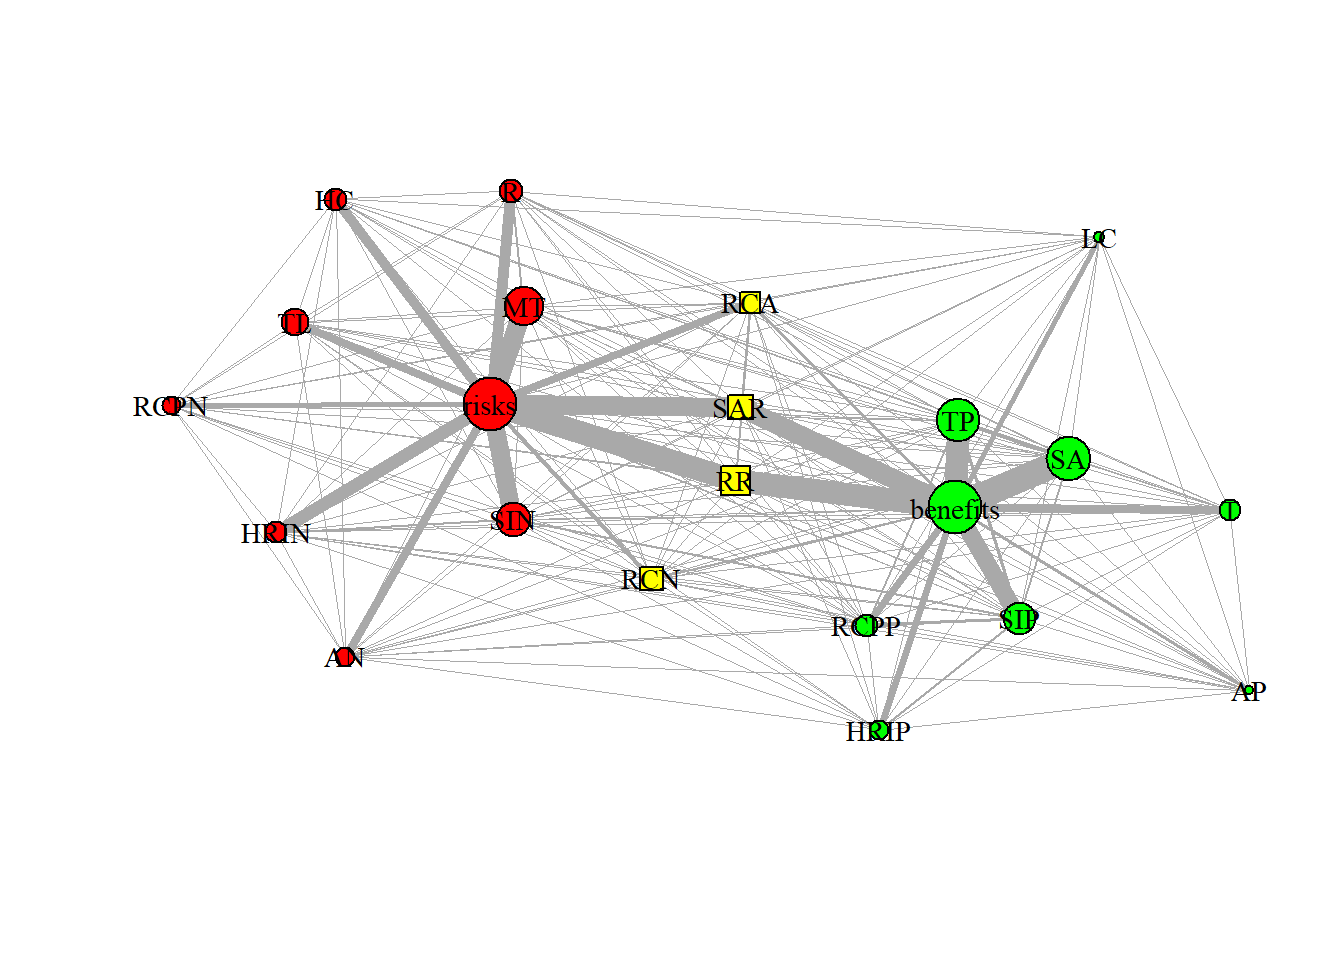 HC
R
LC
MT
RCA
TL
RCPN
risks
SAR
TP
SA
RR
benefits
T
SIN
HRIN
RCN
RCPP
SIP
AN
AP
HRIP